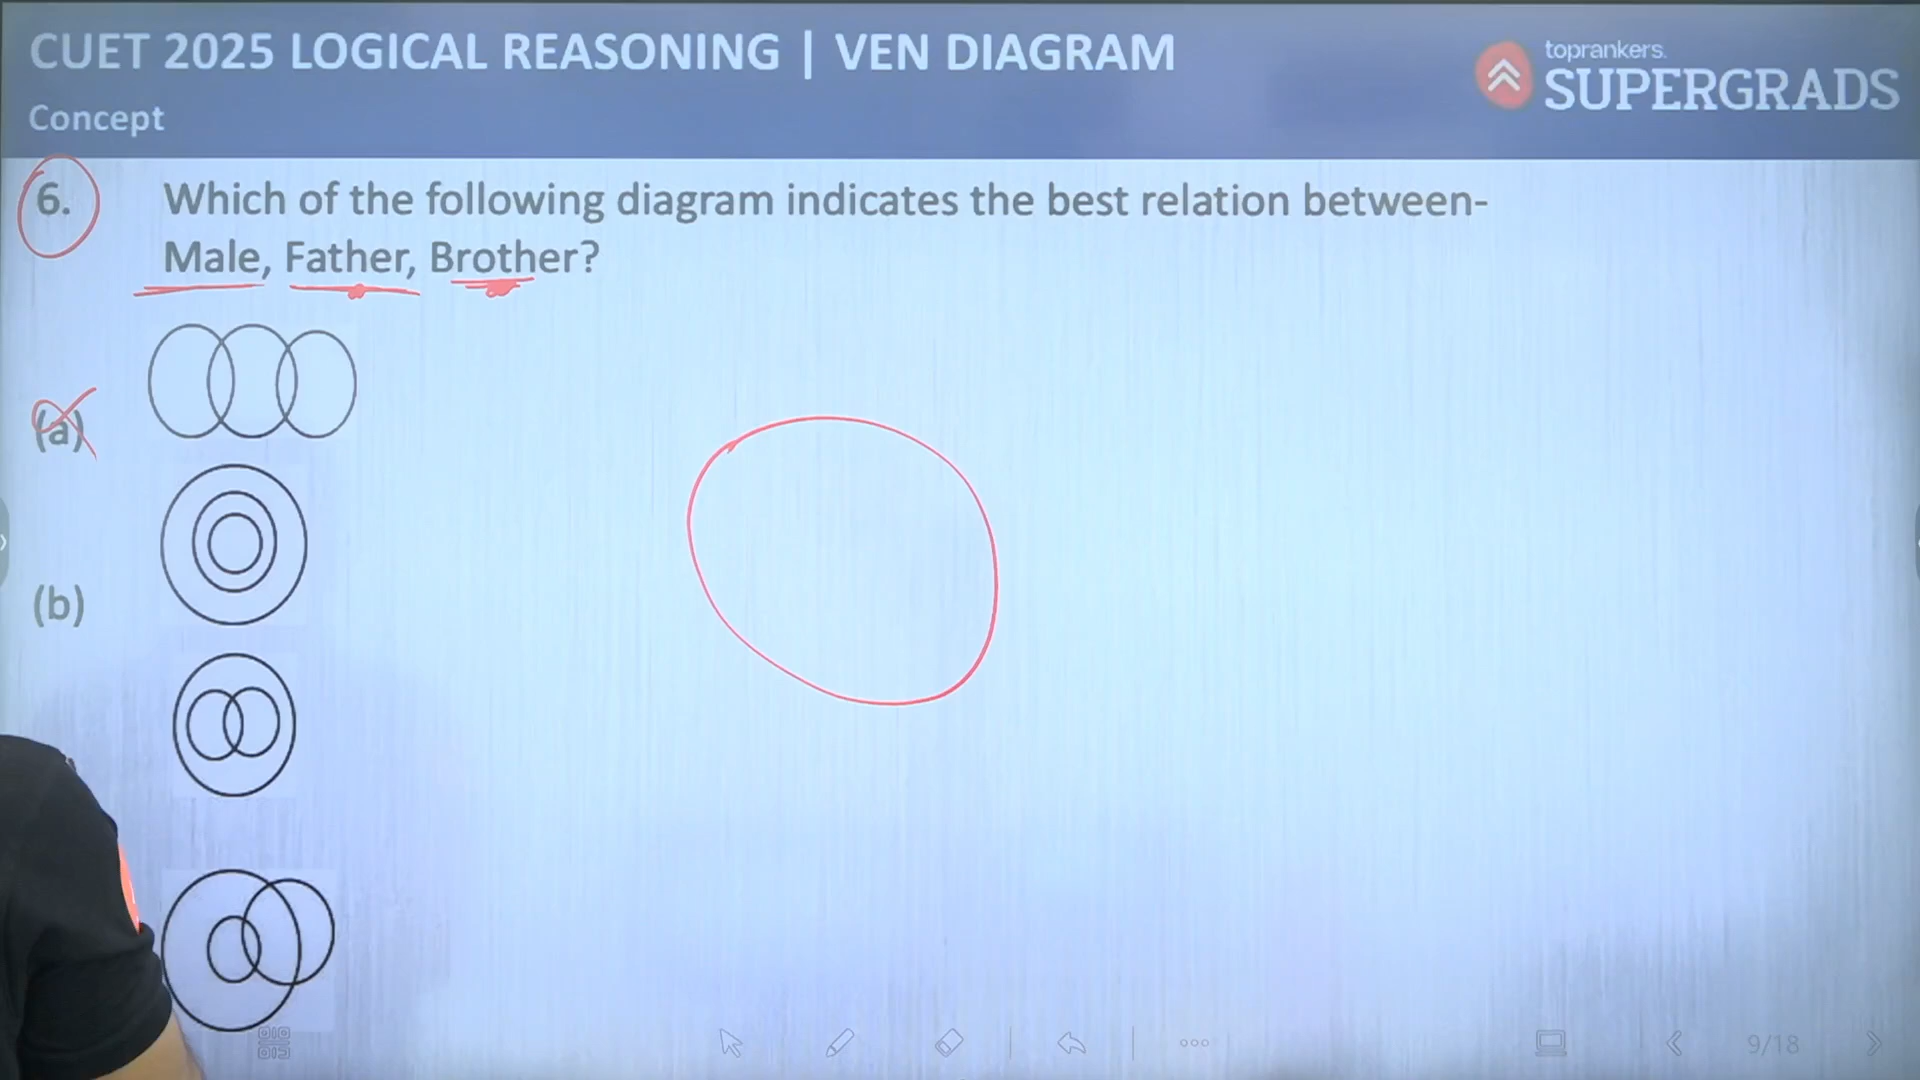 CUET 2025 LOGICAL REASONING | VEN DIAGRAM
Concept
toprankers.
SUPERGRADS
6. Which of the following diagram indicates the best relation between-
Male, Father, Brother?
(a)
(b)
9/18